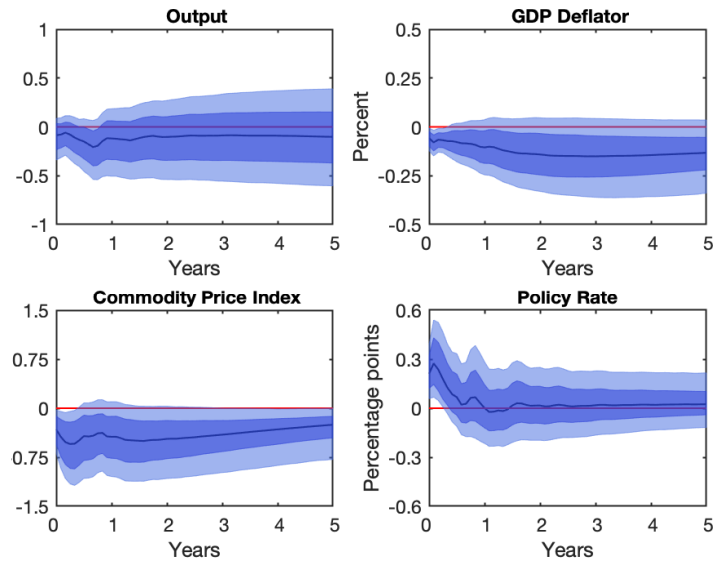 Output
1
0.5
0
-0.5
-1
0 1 2 3 4 5
Years
GDP Deflator
Percent
0.5
0.25
0
-0.25
-0.5
0 1 2 3 4 5
Years
Commodity Price Index
1.5
0.75
0
0.75
-1.5
0 1 2 3 4 5
Years
Policy Rate
Percentage points
0.6
0.3
0
-0.3
-0.6
0 1 2 3 4 5
Years